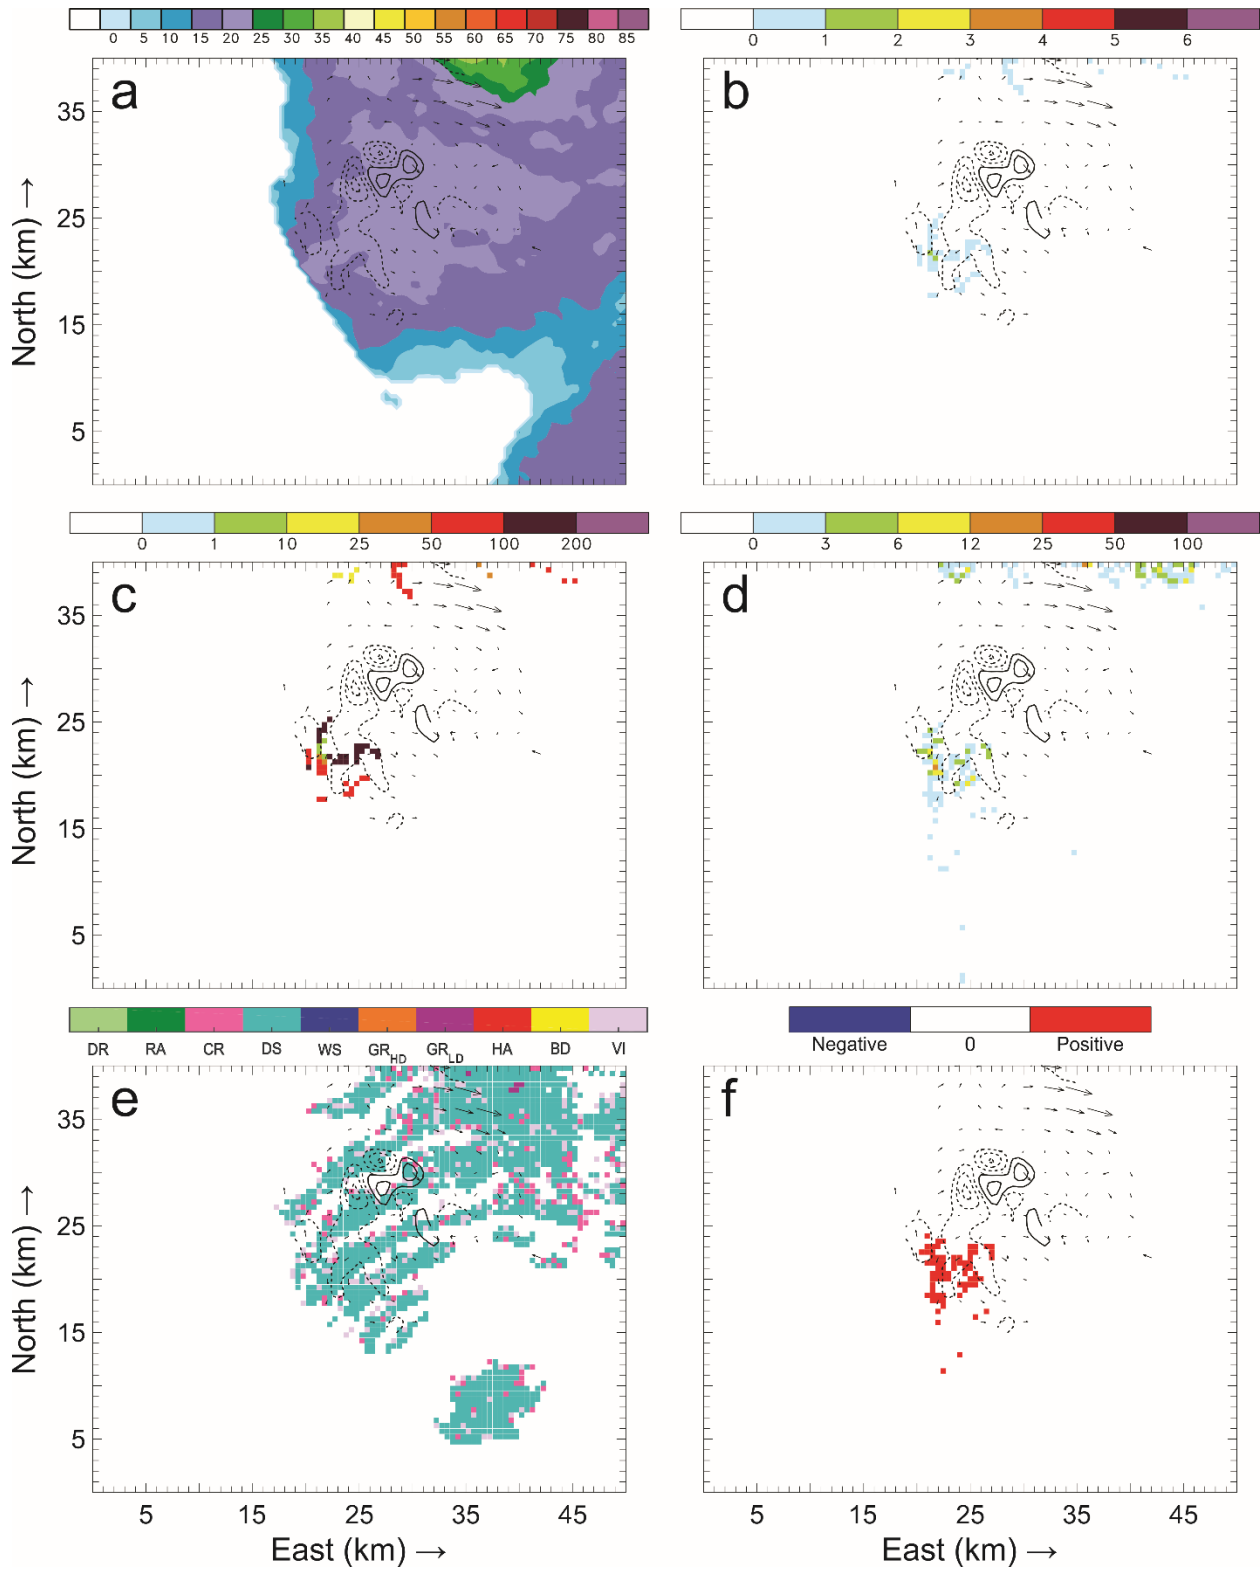 0 5 10 15 20 25 30 35 40 45 50 55 60 65 70 75 80 85
0 1 2 3 4 5 6
a
b
35
25
15
5
North (km) →
0 1 10 25 50 100 200
0 3 6 12 25 50 100
c
d
35
25
15
5
North (km) →
DR RA CR DS WS GR HD GR LD HA BD VI
Negative 0 Positive
e
f
35
25
15
5
North (km) →
5 15 25 35 45
5 15 25 35 45
East (km) →
East (km) →